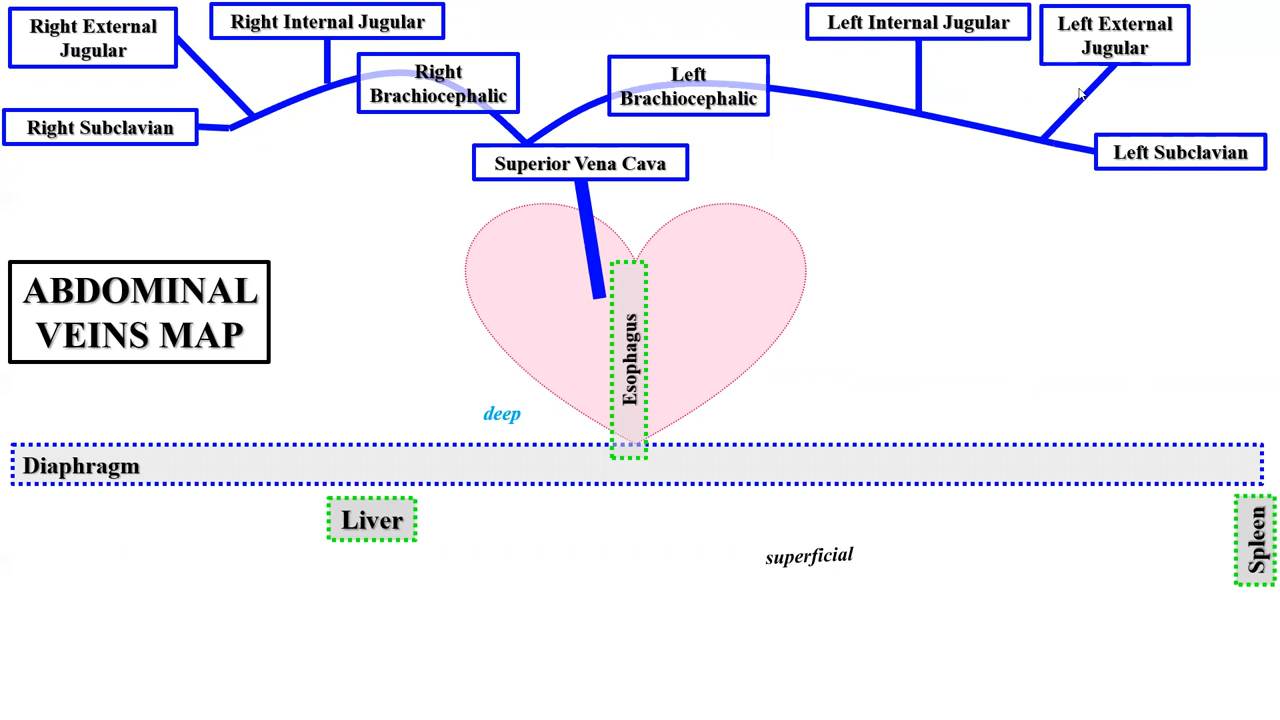 Right External
Jugular
Right Internal Jugular
Left Internal Jugular
Left External
Jugular
Right
Brachiocephalic
Left
Brachiocephalic
Right Subclavian
Superior Vena Cava
Left Subclavian
ABDOMINAL
VEINS MAP
Esophagus
deep
Diaphragm
Liver
superficial
Spleen